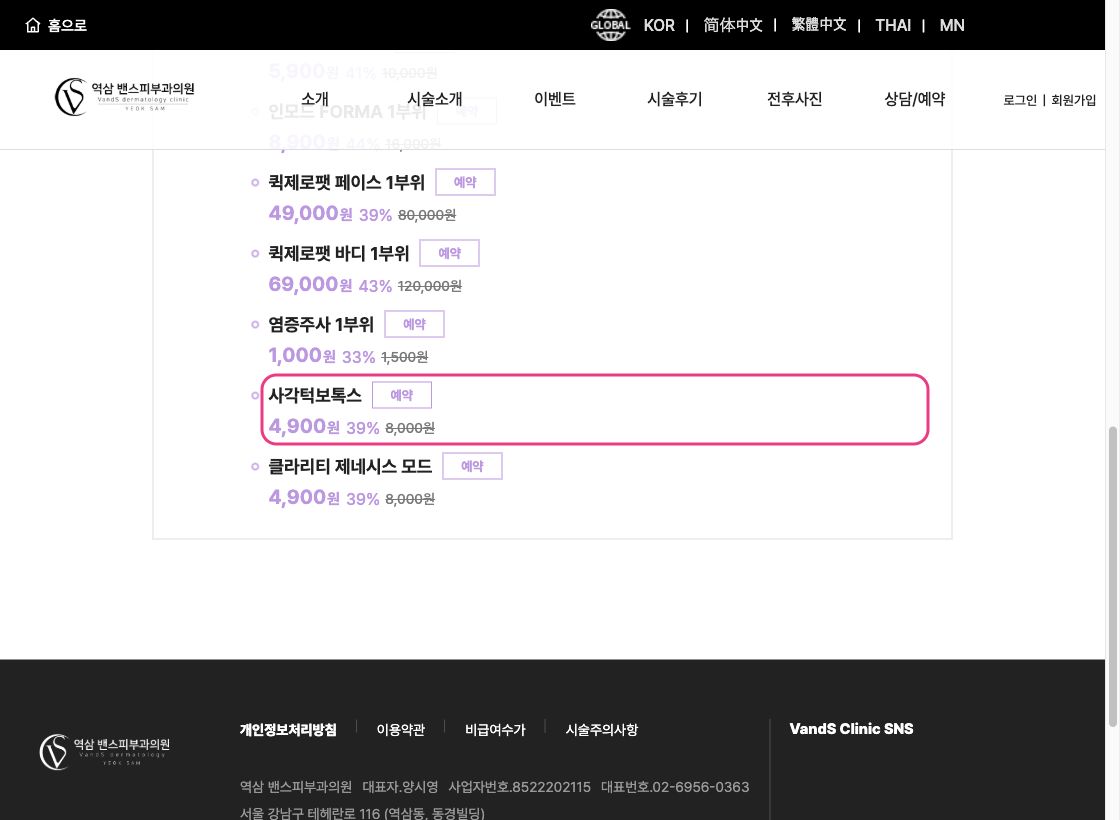 홈으로
GLOBAL KOR | 简体中文 | 繁體中文 | THAI | MN
5,900원 41% 10,000원
역삼 밴스피부과의원
VandS dermatology clinic
YEOK SAM
소개 시술소개 이벤트 시술후기 전후사진 상담/예약 로그인 | 회원가입
인모드 FORMA 1부위 예약
8,900원 44% 16,000원
퀵제로팻 페이스 1부위 예약
49,000원 39% 80,000원
퀵제로팻 바디 1부위 예약
69,000원 43% 120,000원
염증주사 1부위 예약
1,000원 33% 1,500원
사각턱보톡스 예약
4,900원 39% 8,000원
클라리티 제네시스 모드 예약
4,900원 39% 8,000원
개인정보처리방침 이용약관 비급여수가 시술주의사항 VandS Clinic SNS
역삼 밴스피부과의원
VandS dermatology
YEOK SAM
역삼 밴스피부과의원 대표자.양시영 사업자번호.8522202115 대표번호.02-6956-0363
서울 강남구 테헤란로 116 (역삼동, 동경빌딩)